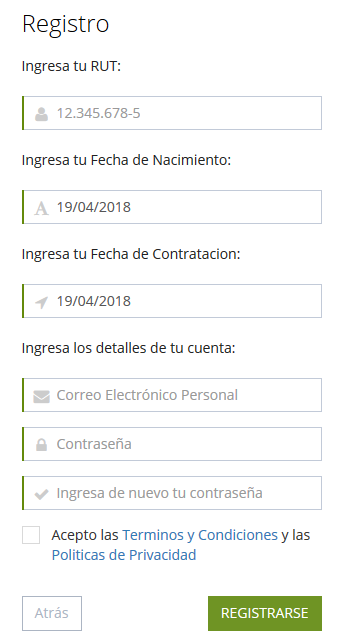 Registro
Ingresa tu RUT:
12.345.678-5
Ingresa tu Fecha de Nacimiento:
19/04/2018
Ingresa tu Fecha de Contratacion:
19/04/2018
Ingresa los detalles de tu cuenta:
Correo Electrónico Personal
Contraseña
Ingresa de nuevo tu contraseña
Acepto las Terminos y Condiciones y las
Politicas de Privacidad
Atrás
REGISTRARSE